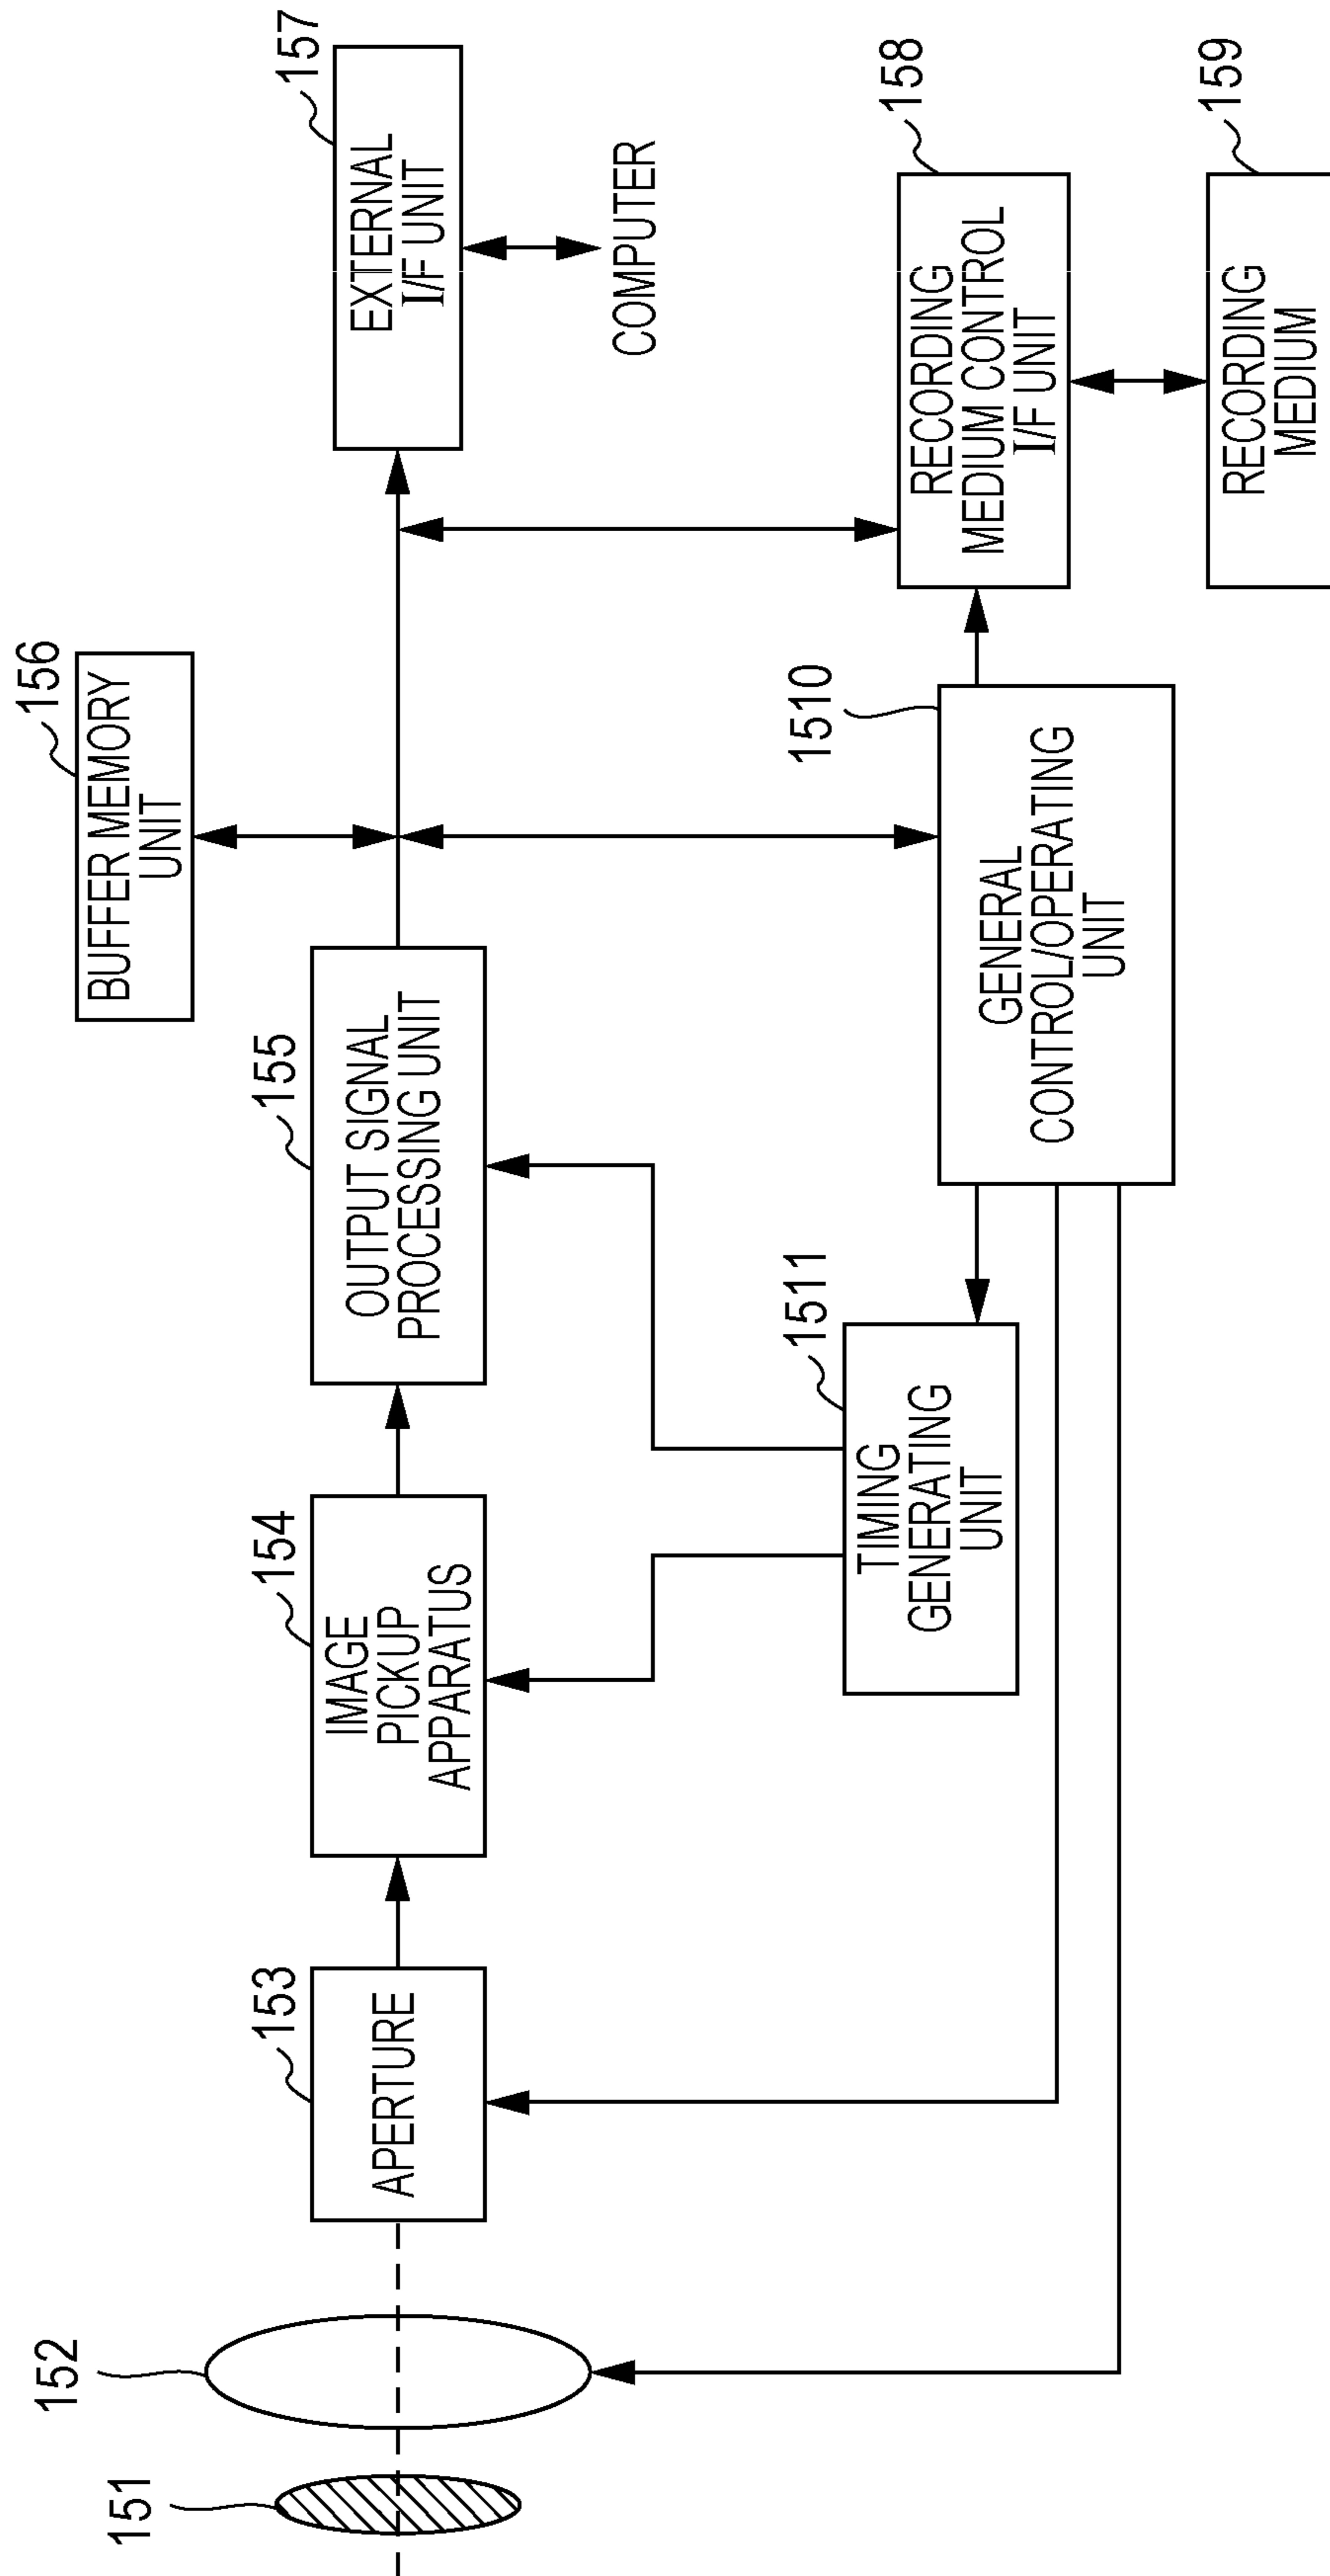 151
152
153
APERTURE
154
IMAGE
PICKUP
APPARATUS
155
OUTPUT SIGNAL
PROCESSING UNIT
156
BUFFER MEMORY
UNIT
157
EXTERNAL
I/F UNIT
COMPUTER
1511
TIMING
GENERATING
UNIT
1510
GENERAL
CONTROL/OPERATING
UNIT
158
RECORDING
MEDIUM CONTROL
I/F UNIT
159
RECORDING
MEDIUM